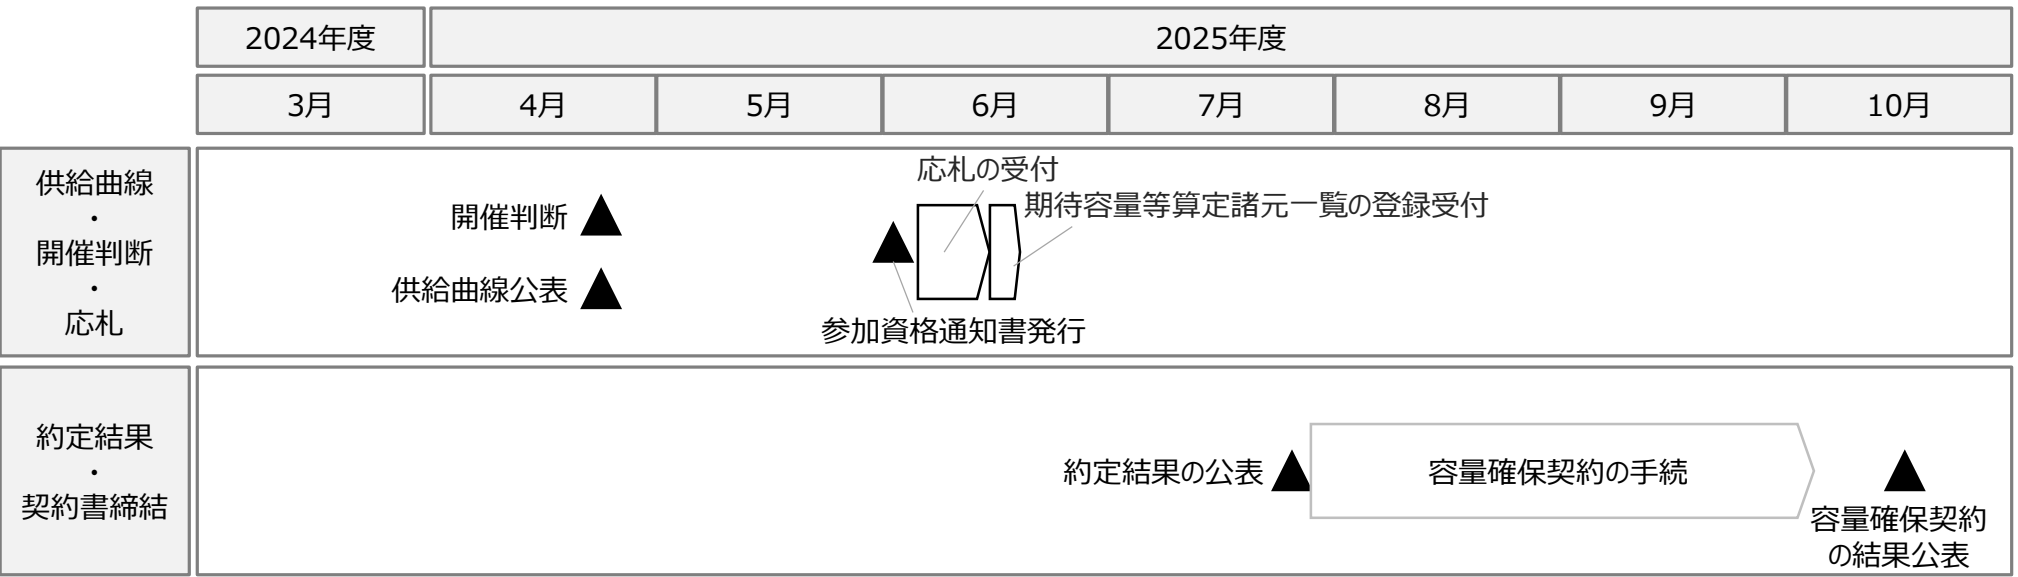 2024年度
2025年度
3月
4月
5月
6月
7月
8月
9月
10月
供給曲線
・
開催判断
・
応札
開催判断
供給曲線公表
応札の受付
期待容量等算定諸元一覧の登録受付
参加資格通知書発行
約定結果
・
契約書締結
約定結果の公表
容量確保契約の手続
容量確保契約
の結果公表